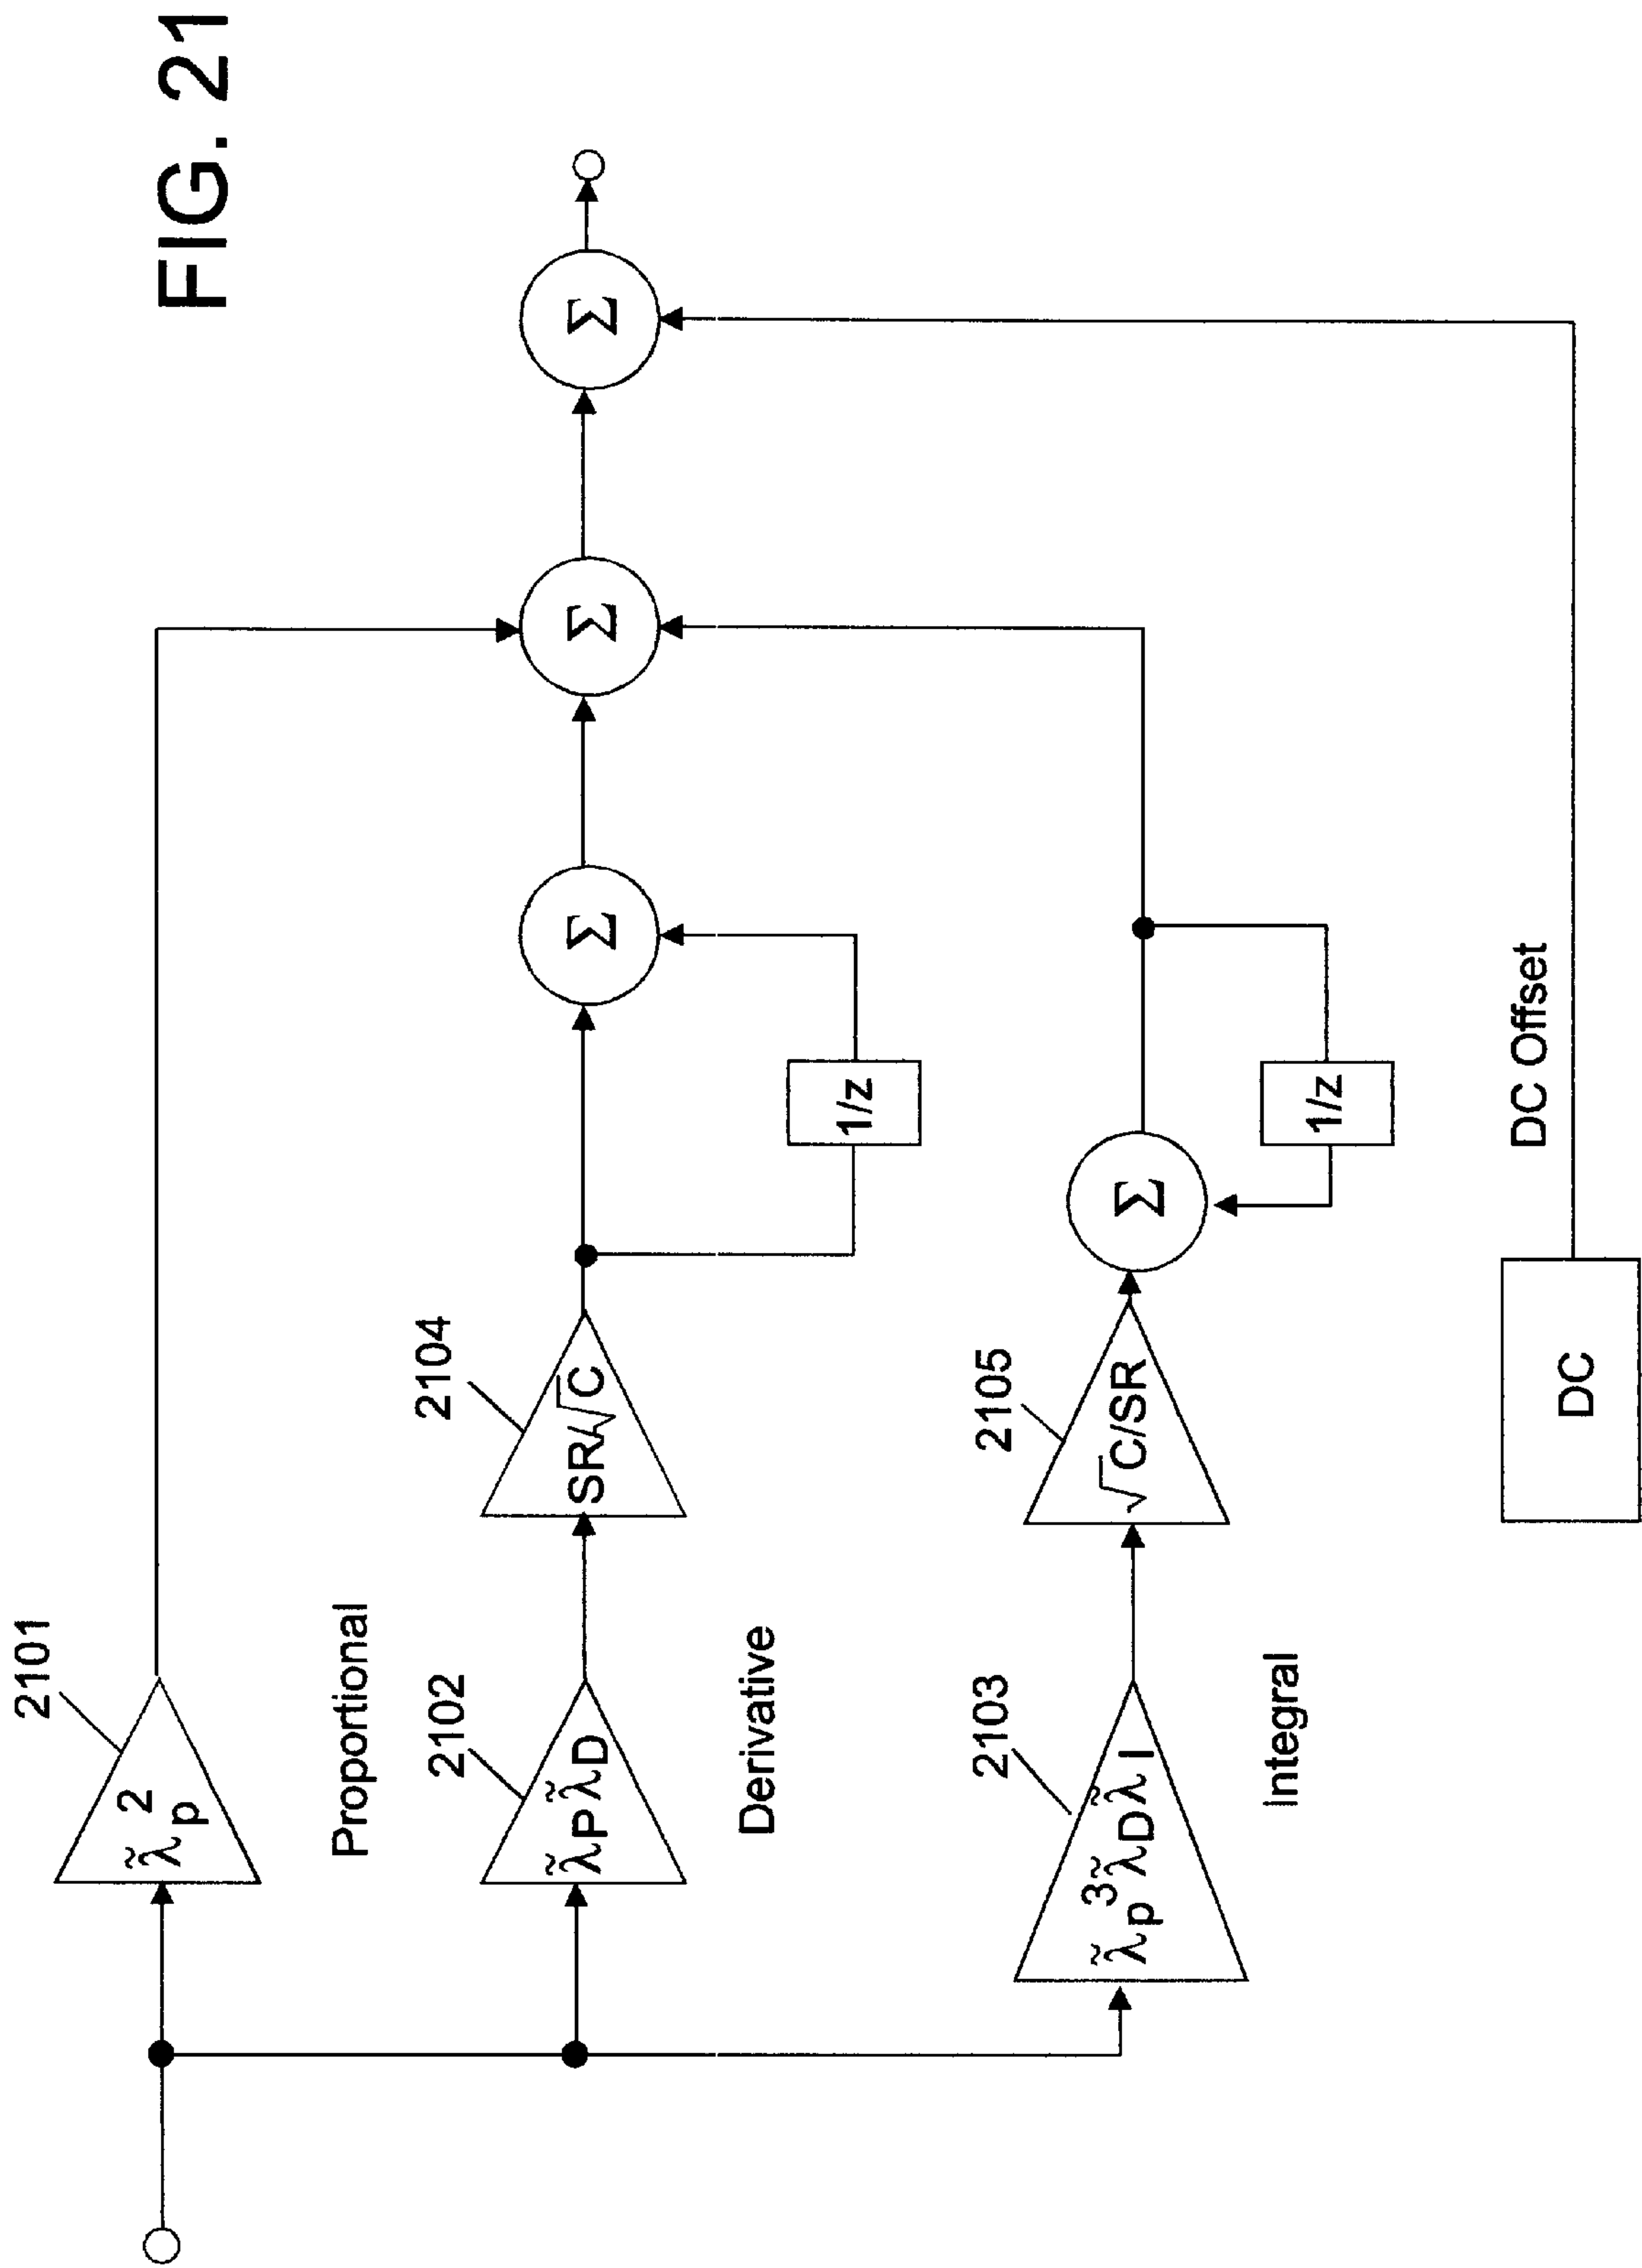 FIG. 21
2101
λ̃p²
Proportional
2102
λ̃Pλ̃D
2104
SR/√C
Σ
Σ
Σ
1/z
Derivative
2103
λ̃p³λ̃Dλ̃I
2105
√C/SR
Σ
1/z
Integral
DC
DC Offset